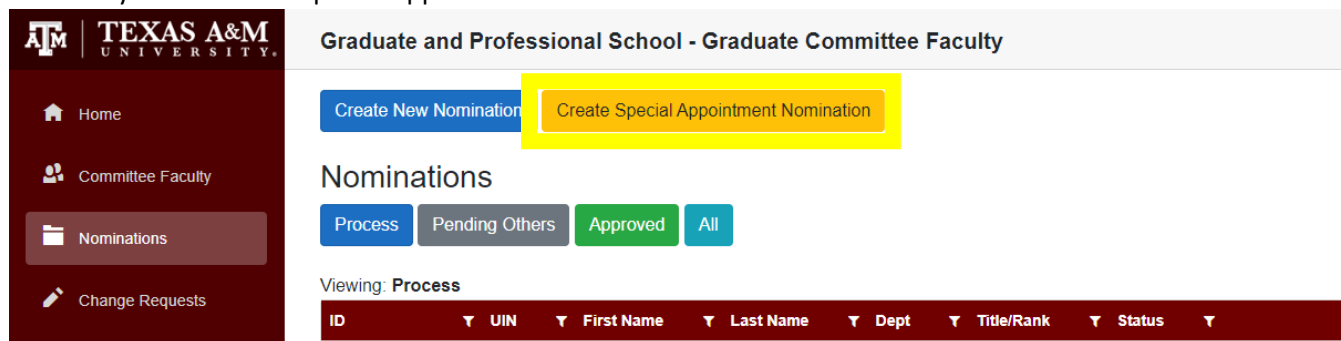 ĀM | TEXAS A&M
UNIVERSITY.
Graduate and Professional School - Graduate Committee Faculty
Home
Committee Faculty
Nominations
Change Requests
Create New Nomination
Create Special Appointment Nomination
Nominations
Process
Pending Others
Approved
All
Viewing: Process
ID UIN First Name Last Name Dept Title/Rank Status